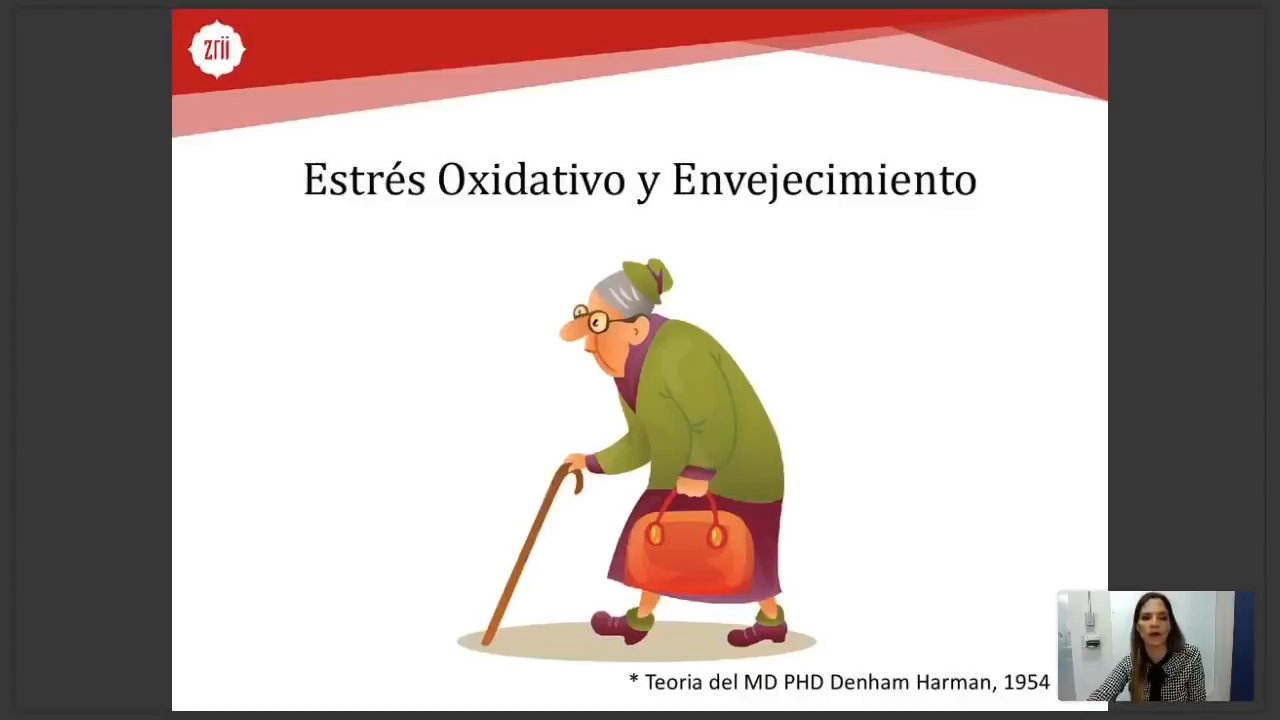 zrii
Estrés Oxidativo y Envejecimiento
* Teoria del MD PHD Denham Harman, 1954